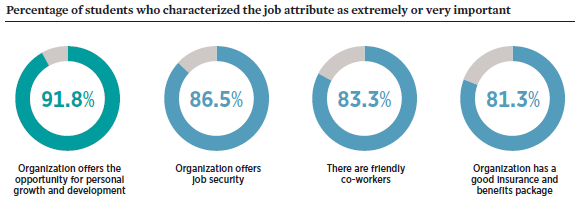 Percentage of students who characterized the job attribute as extremely or very important
91.8%
86.5%
83.3%
81.3%
Organization offers the
opportunity for personal
growth and development
Organization offers
job security
There are friendly
co-workers
Organization has a
good insurance and
benefits package